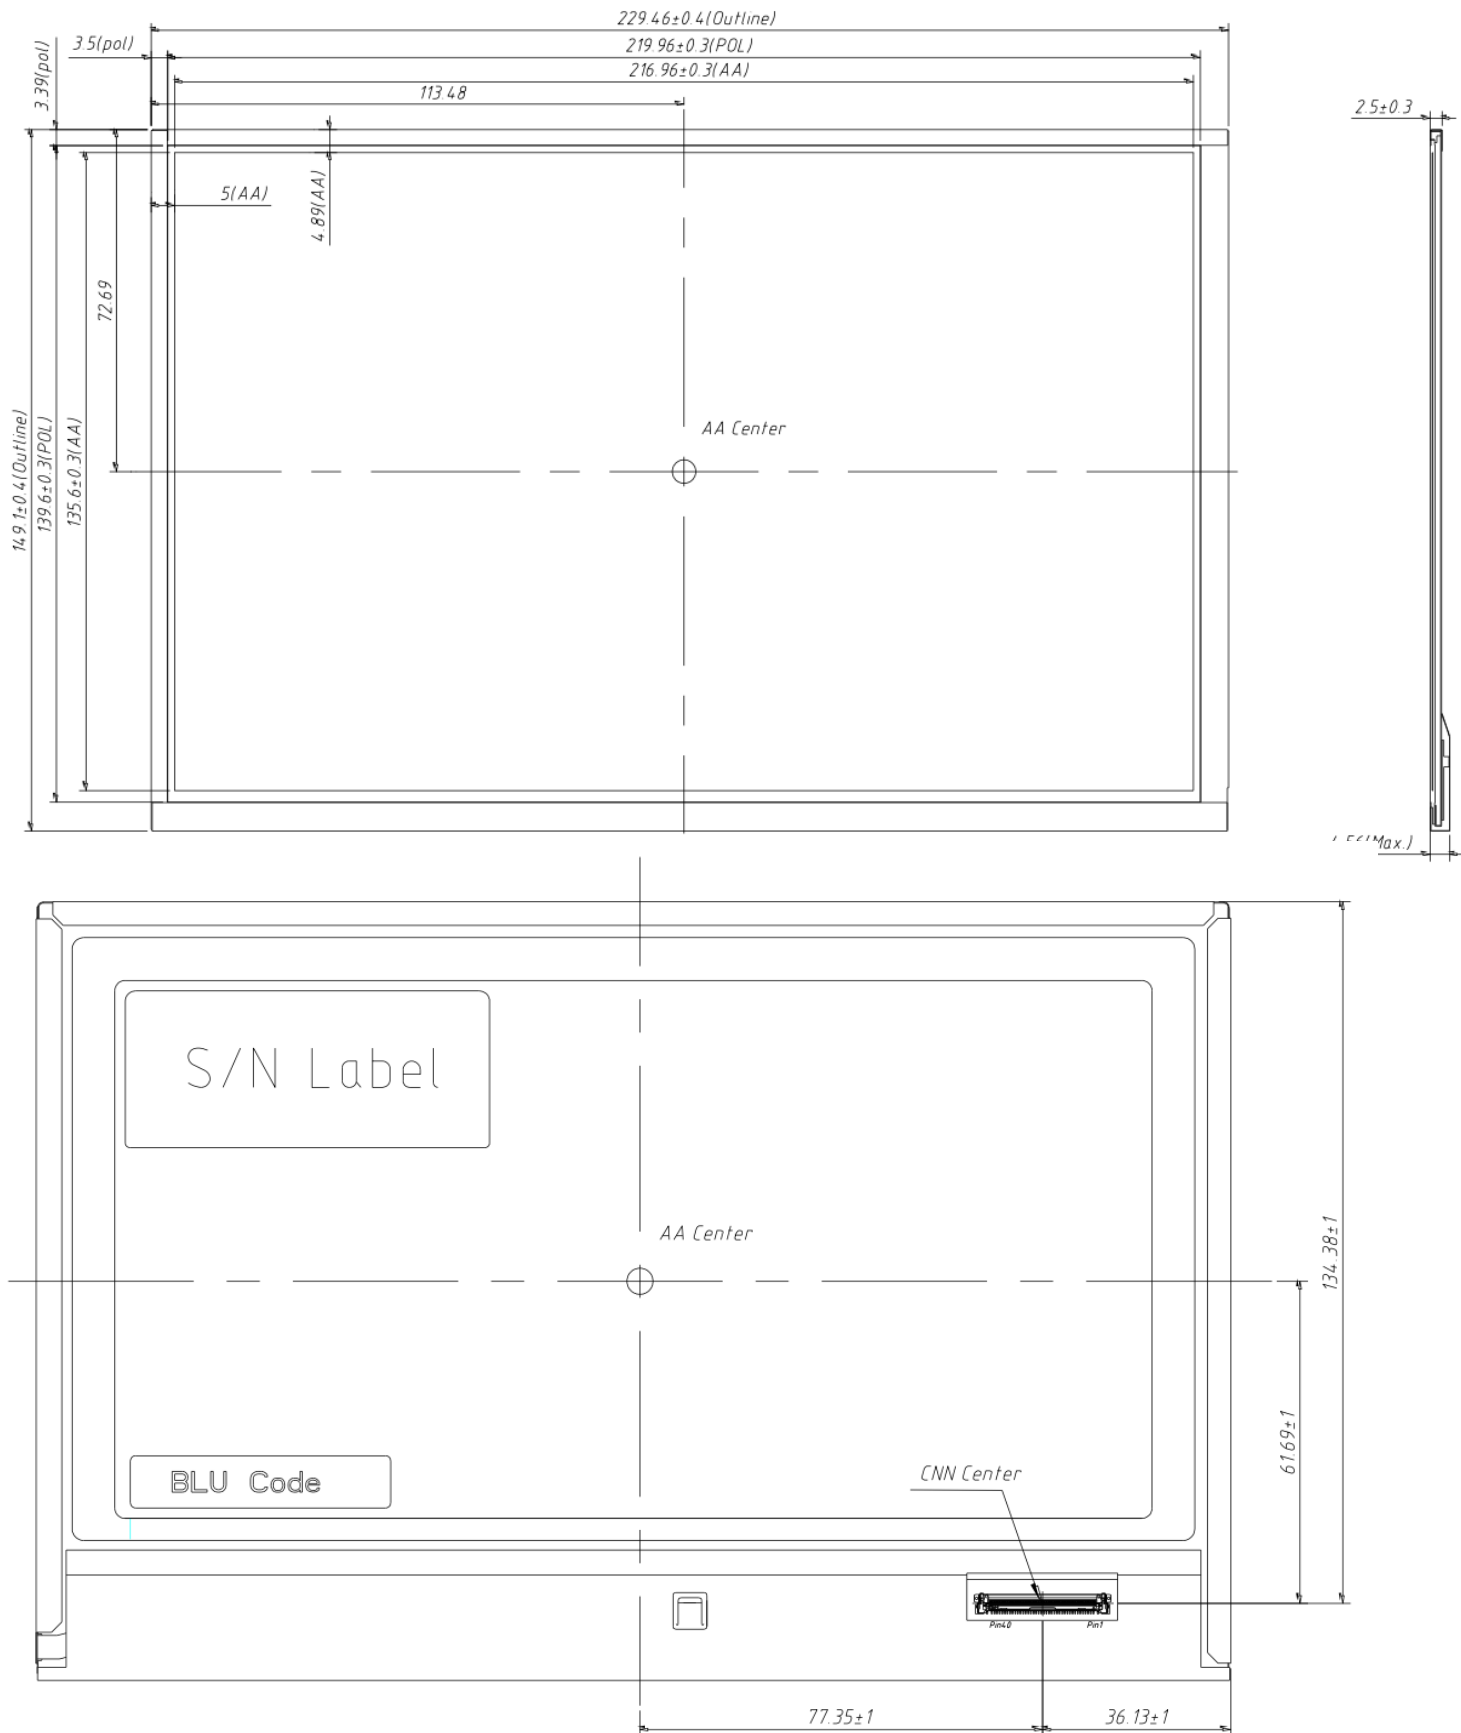 229.46±0.4(Outline)
3.5(pol)
219.96±0.3(POL)
216.96±0.3(AA)
3.39(pol)
113.48
2.5±0.3
5(AA)
4.89(AA)
72.69
AA Center
149.1±0.4(Outline)
139.6±0.3(POL)
135.6±0.3(AA)
(Max.)
S/N Label
AA Center
134.38±1
61.69±1
BLU Code
CNN Center
Pin40
Pin1
77.35±1
36.13±1